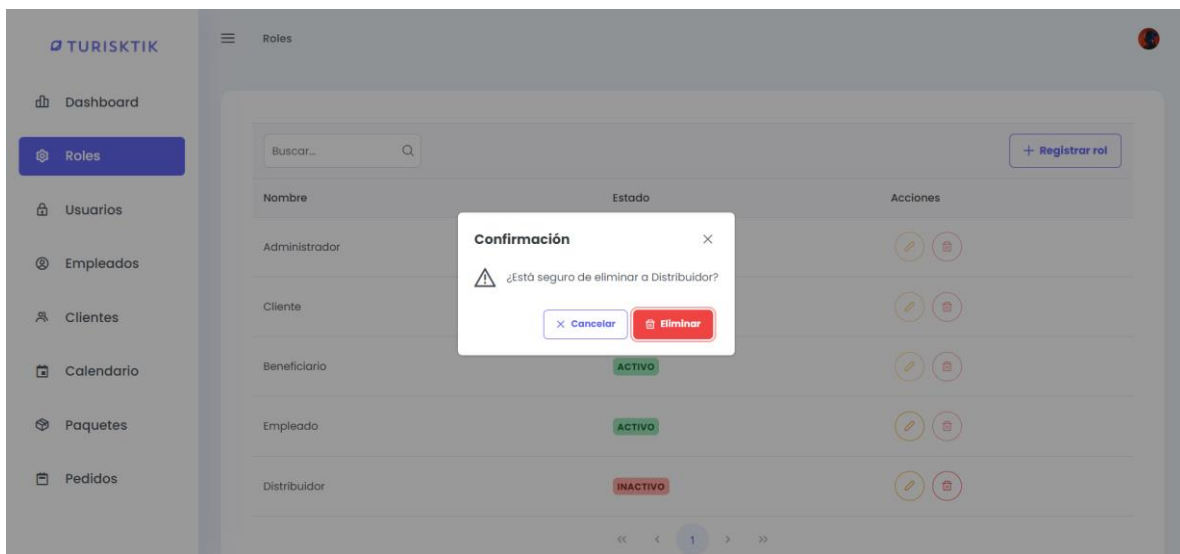 TURISKTIK
Roles
Dashboard
Roles
Usuarios
Empleados
Clientes
Calendario
Paquetes
Pedidos
Buscar...
+ Registrar rol
Nombre Estado Acciones
Administrador
Cliente
Beneficiario ACTIVO
Empleado ACTIVO
Distribuidor INACTIVO
Confirmación
¿Está seguro de eliminar a Distribuidor?
Cancelar Eliminar
<< < 1 > >>